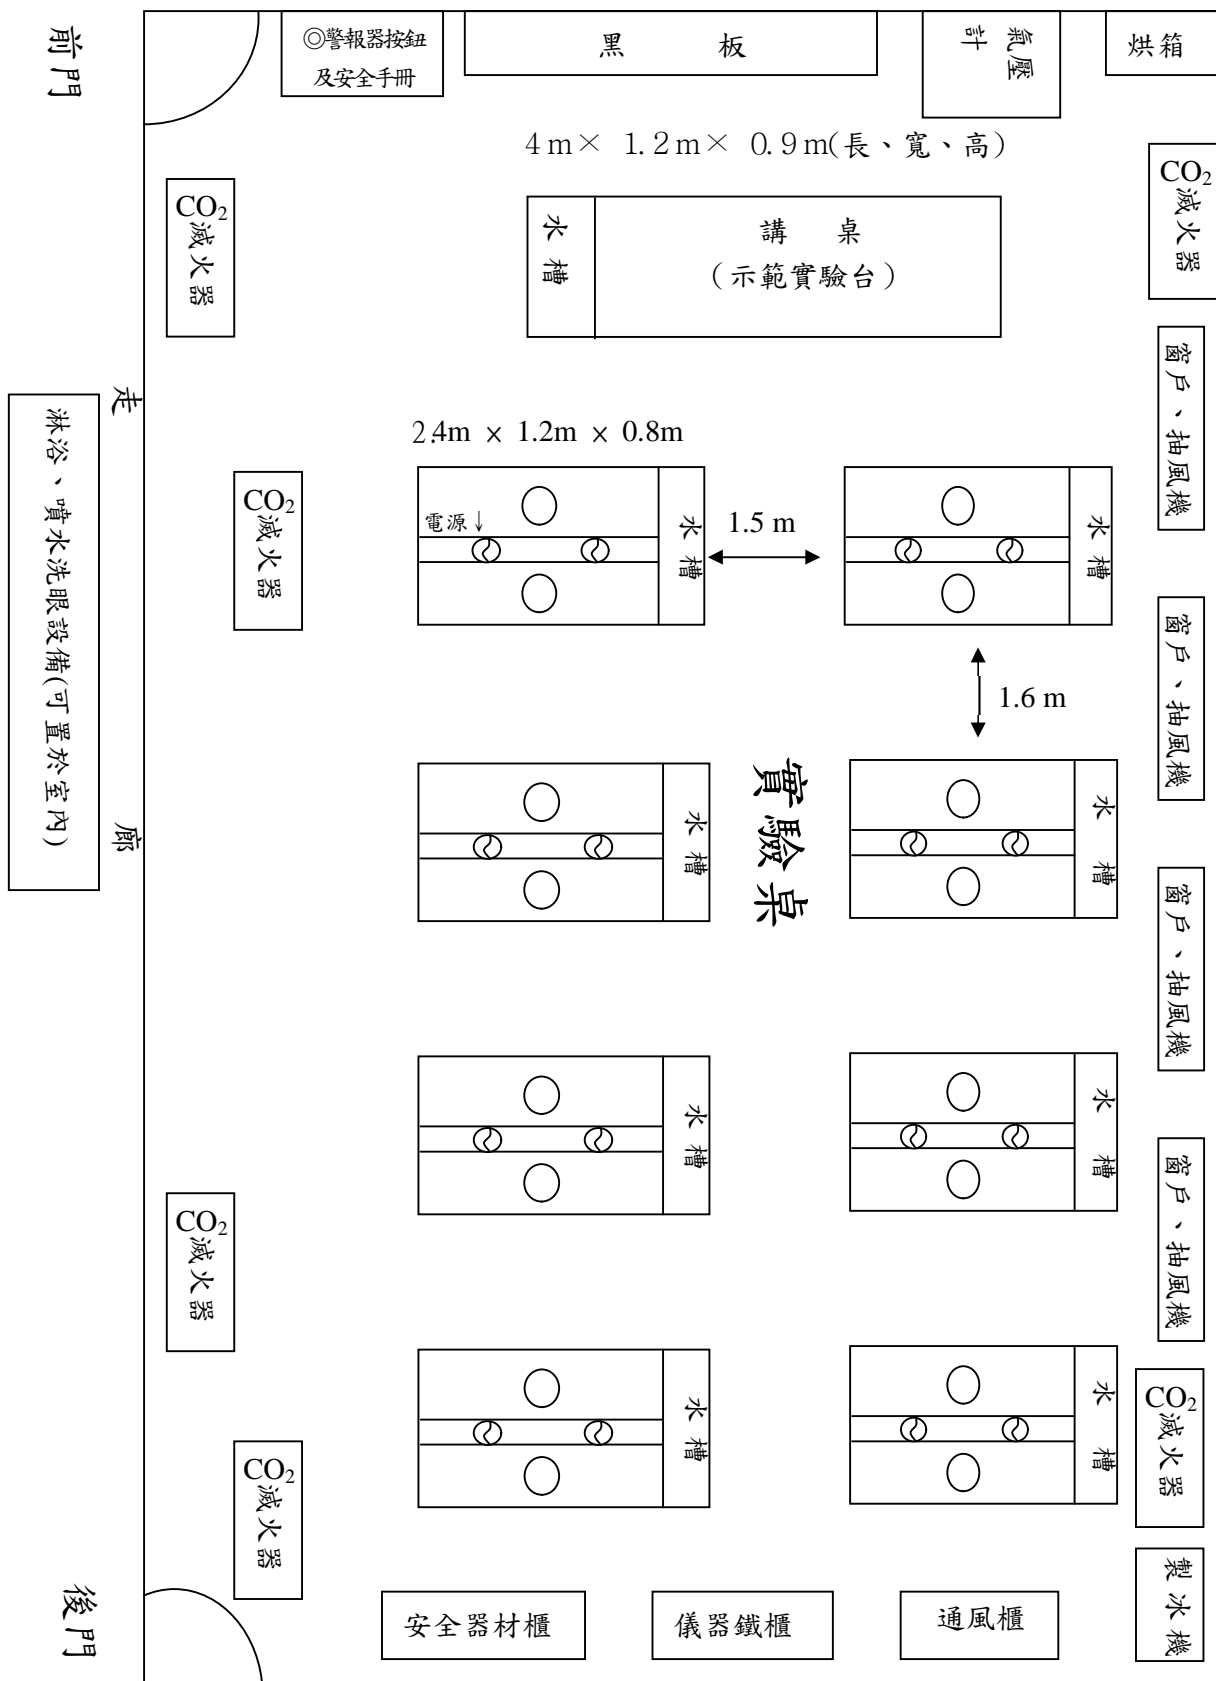 前門
◎警報器按鈕
及安全手冊
黑 板
氣壓
計
烘箱
4m× 1.2m× 0.9m(長、寬、高)
CO2滅火器
水槽
講 桌
(示範實驗台)
CO2滅火器
窗戶、抽風機
走廊
淋浴、噴水洗眼設備(可置於室內)
2.4m × 1.2m × 0.8m
CO2滅火器
電源↓
水槽
1.5 m
水槽
窗戶、抽風機
1.6 m
水槽
實驗桌
水槽
窗戶、抽風機
水槽
水槽
窗戶、抽風機
CO2滅火器
水槽
水槽
CO2滅火器
CO2滅火器
後門
安全器材櫃
儀器鐵櫃
通風櫃
製冰機